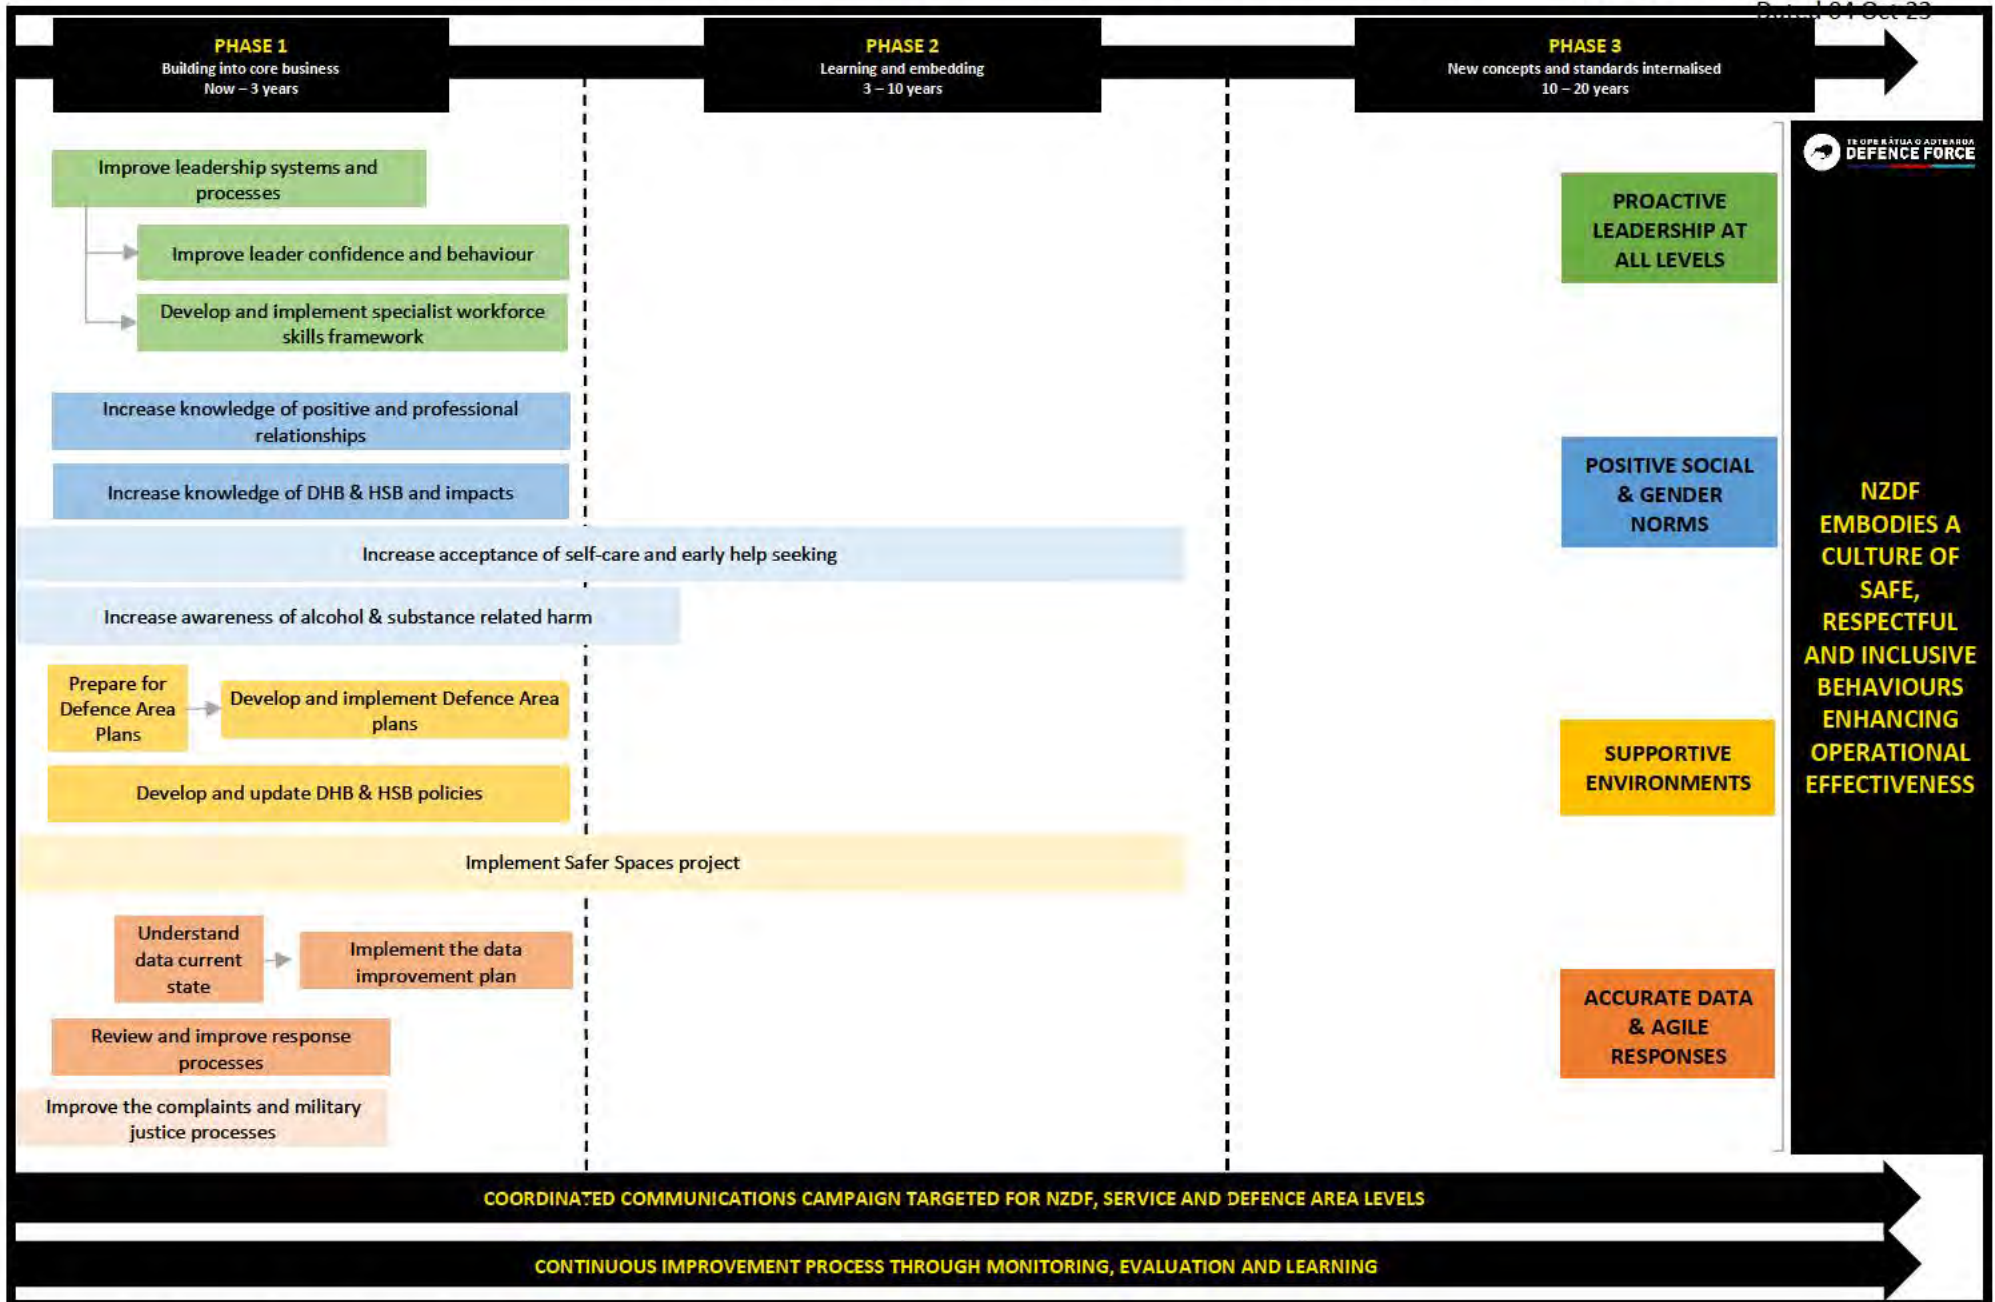 Dated 04 Oct 23
PHASE 1
Building into core business
Now – 3 years
PHASE 2
Learning and embedding
3 – 10 years
PHASE 3
New concepts and standards internalised
10 – 20 years
TE OPE KĀTUA O AOTEAROA
DEFENCE FORCE
Improve leadership systems and
processes
Improve leader confidence and behaviour
Develop and implement specialist workforce
skills framework
PROACTIVE
LEADERSHIP AT
ALL LEVELS
Increase knowledge of positive and professional
relationships
Increase knowledge of DHB & HSB and impacts
Increase acceptance of self-care and early help seeking
Increase awareness of alcohol & substance related harm
POSITIVE SOCIAL
& GENDER
NORMS
Prepare for
Defence Area
Plans
Develop and implement Defence Area
plans
Develop and update DHB & HSB policies
Implement Safer Spaces project
SUPPORTIVE
ENVIRONMENTS
Understand
data current
state
Implement the data
improvement plan
Review and improve response
processes
Improve the complaints and military
justice processes
ACCURATE DATA
& AGILE
RESPONSES
NZDF
EMBODIES A
CULTURE OF
SAFE,
RESPECTFUL
AND INCLUSIVE
BEHAVIOURS
ENHANCING
OPERATIONAL
EFFECTIVENESS
COORDINATED COMMUNICATIONS CAMPAIGN TARGETED FOR NZDF, SERVICE AND DEFENCE AREA LEVELS
CONTINUOUS IMPROVEMENT PROCESS THROUGH MONITORING, EVALUATION AND LEARNING